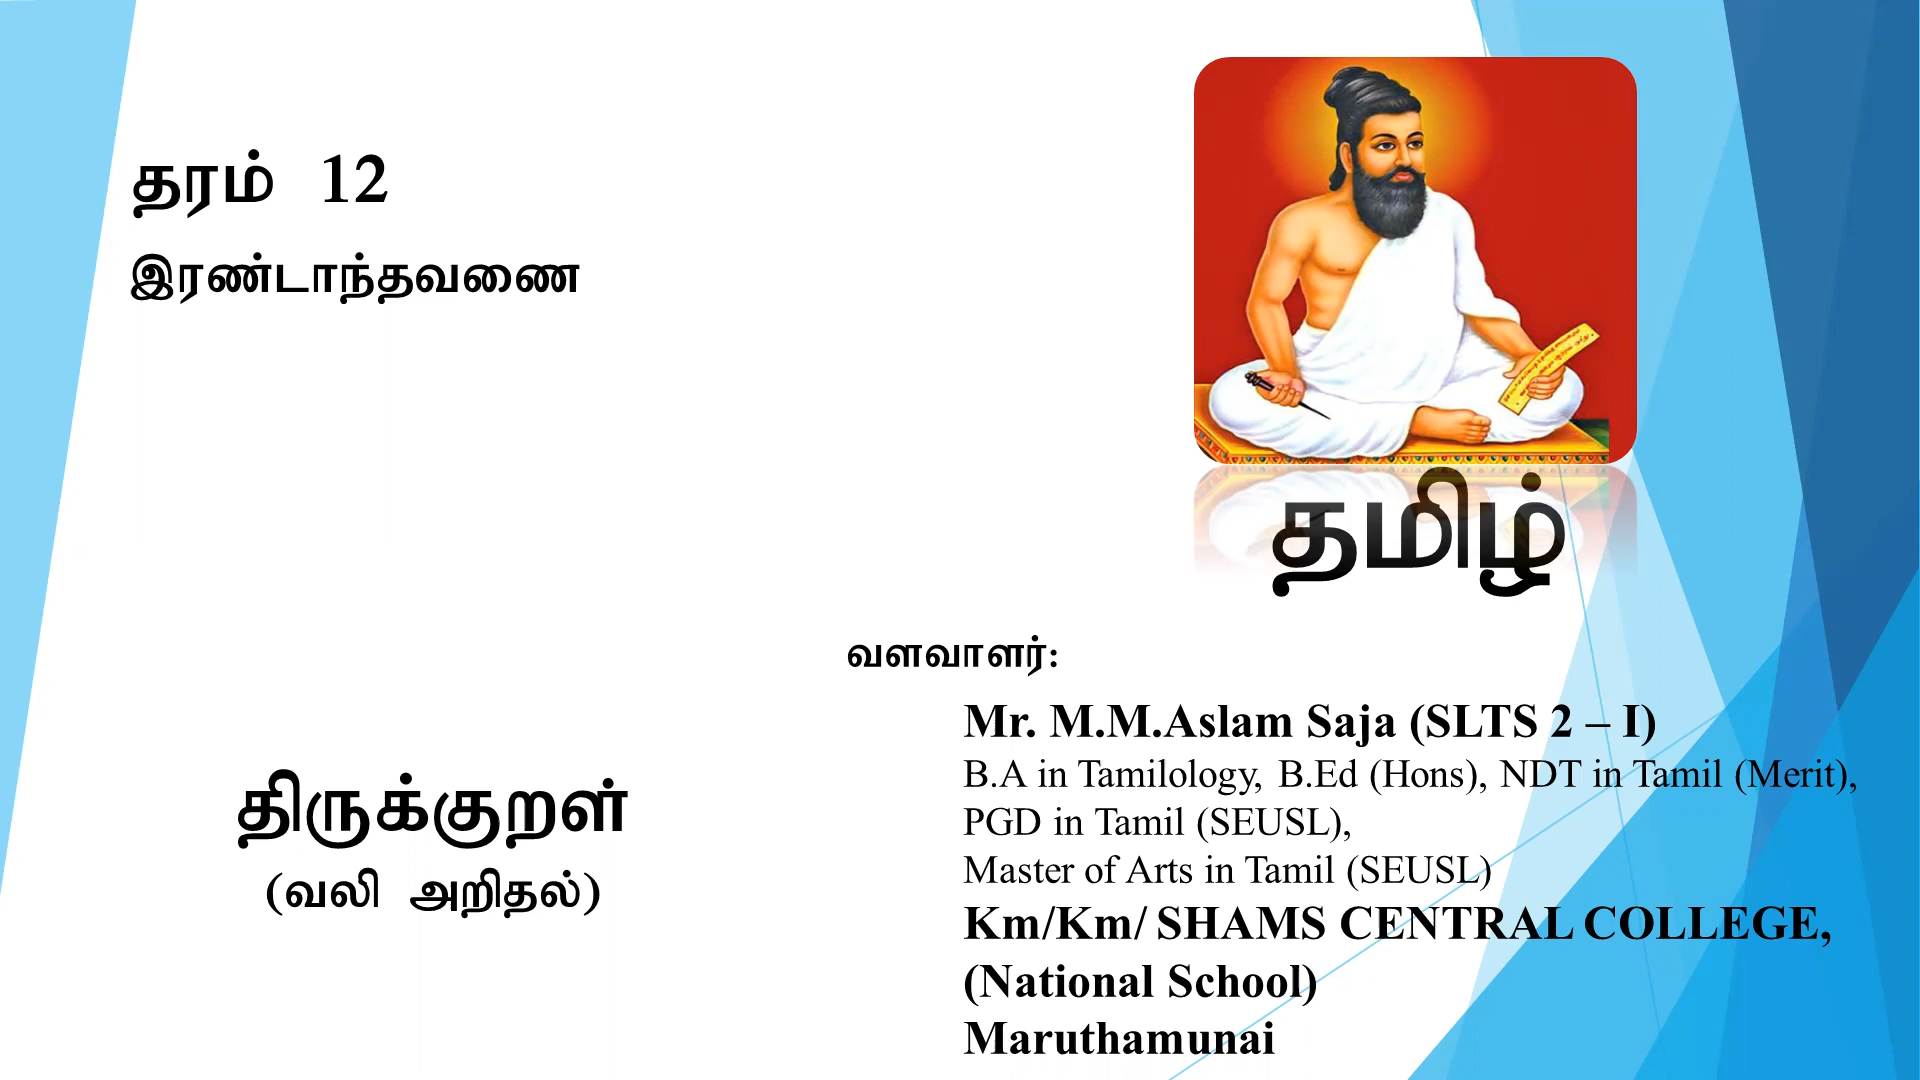 தரம் 12
இரண்டாந்தவணை
தமிழ்
வளவாளர்:
Mr. M.M.Aslam Saja (SLTS 2 – I)
B.A in Tamilology, B.Ed (Hons), NDT in Tamil (Merit),
PGD in Tamil (SEUSL),
Master of Arts in Tamil (SEUSL)
Km/Km/ SHAMS CENTRAL COLLEGE,
(National School)
Maruthamunai
திருக்குறள்
(வலி அறிதல்)